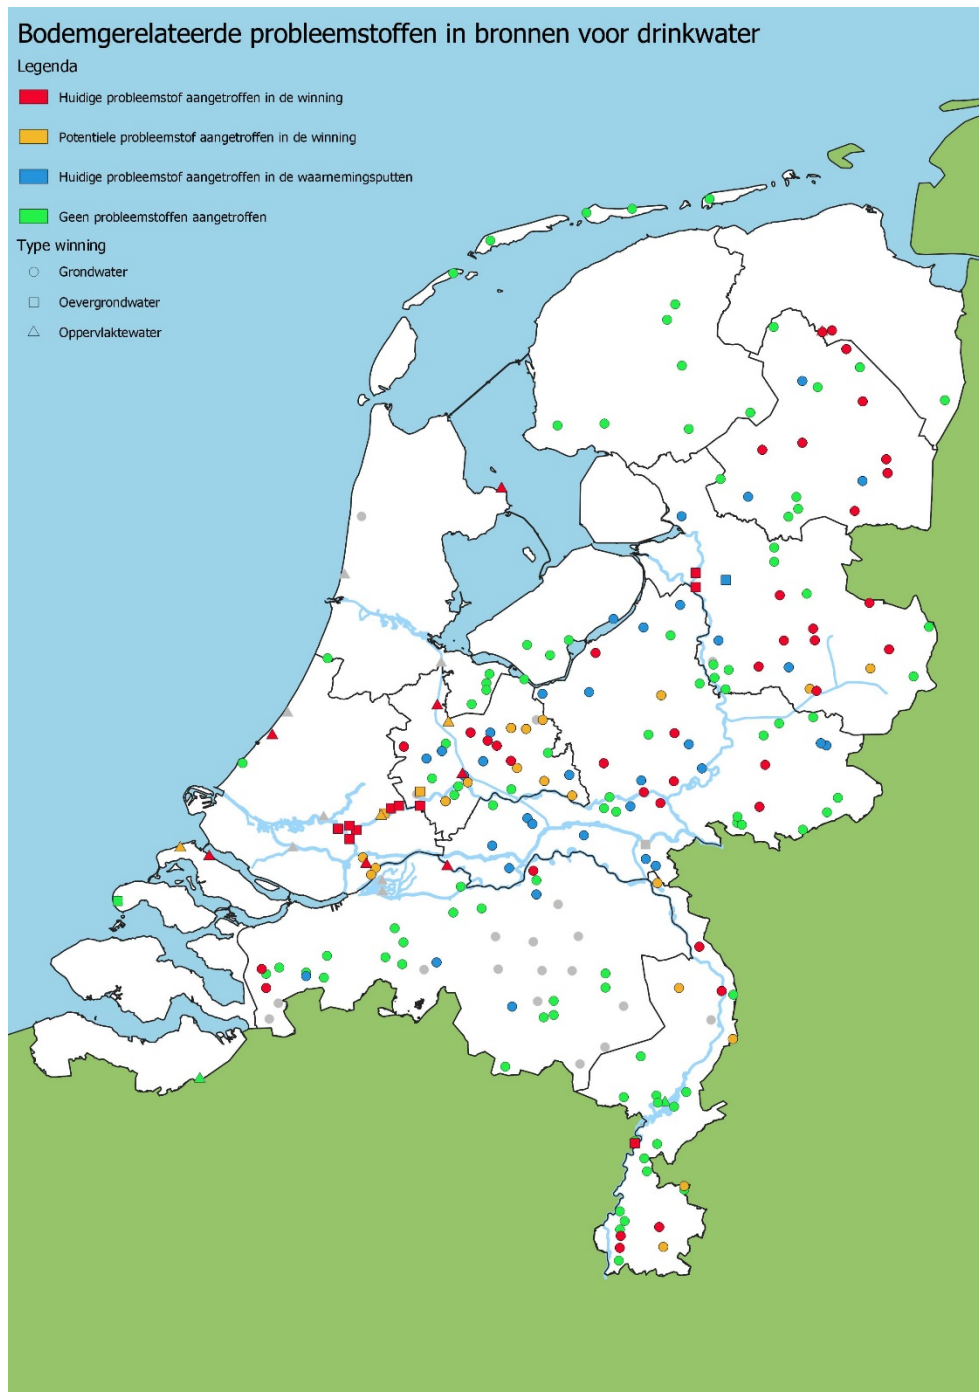 Bodemgerelateerde probleemstoffen in bronnen voor drinkwater
Legenda
Huidige probleemstof aangetroffen in de winning
Potentiele probleemstof aangetroffen in de winning
Huidige probleemstof aangetroffen in de waarnemingsputten
Geen probleemstoffen aangetroffen
Type winning
Grondwater
Oevergrondwater
Oppervlaktewater